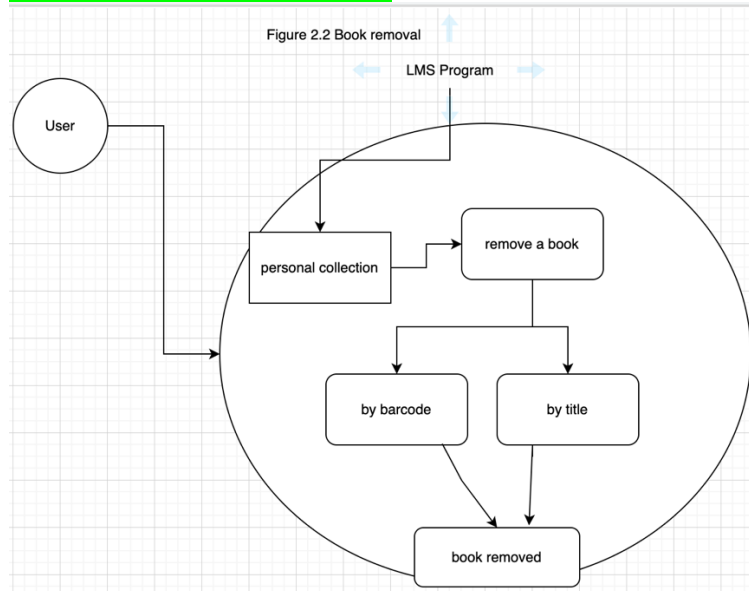 Figure 2.2 Book removal
LMS Program
User
personal collection
remove a book
by barcode
by title
book removed